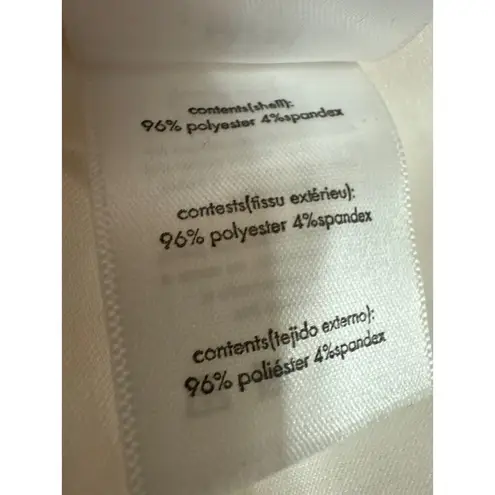 contents(shell):
96% polyester 4%spandex
contests(tissu extérieu):
96% polyester 4%spandex
contents(tejido externo):
96% poliéster 4%spandex